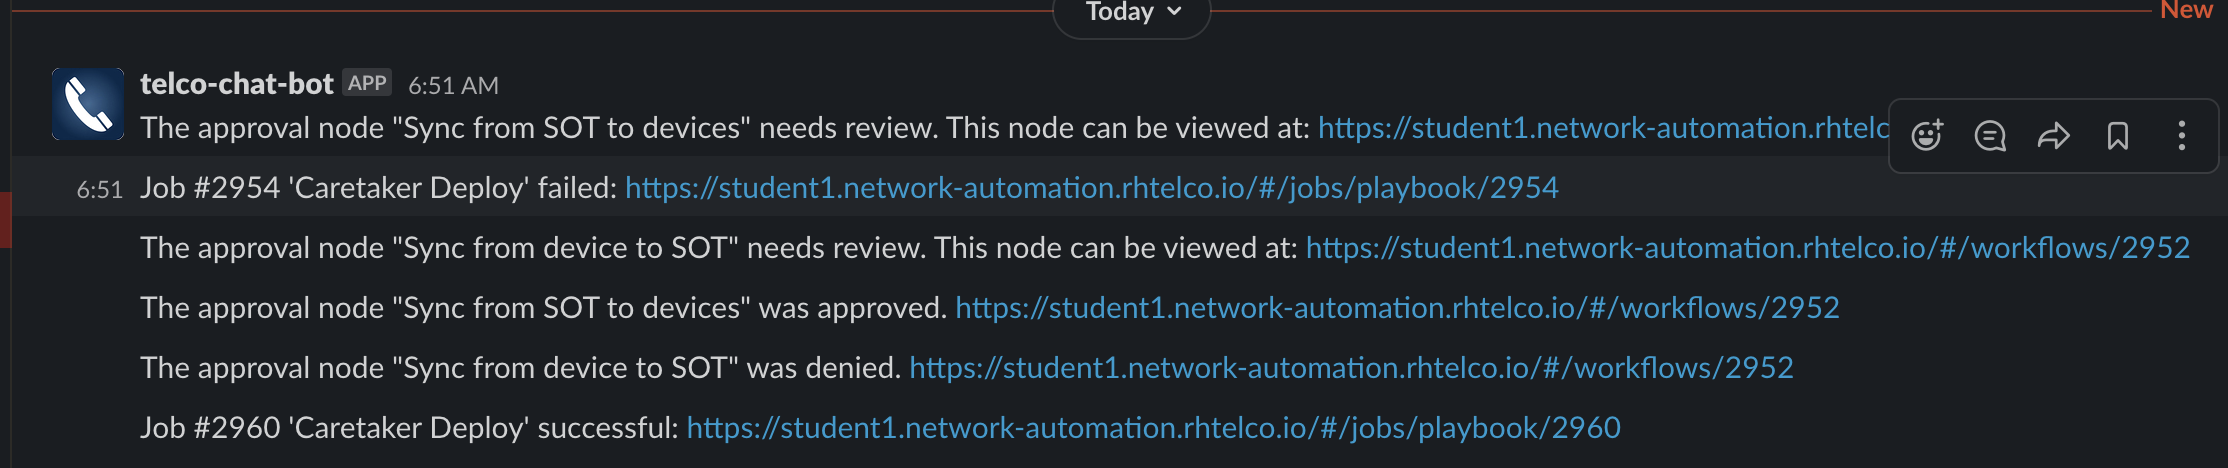 Today
New
telco-chat-bot APP 6:51 AM
The approval node "Sync from SOT to devices" needs review. This node can be viewed at: https://student1.network-automation.rhtelc
6:51 Job #2954 'Caretaker Deploy' failed: https://student1.network-automation.rhtelco.io/#/jobs/playbook/2954
The approval node "Sync from device to SOT" needs review. This node can be viewed at: https://student1.network-automation.rhtelco.io/#/workflows/2952
The approval node "Sync from SOT to devices" was approved. https://student1.network-automation.rhtelco.io/#/workflows/2952
The approval node "Sync from device to SOT" was denied. https://student1.network-automation.rhtelco.io/#/workflows/2952
Job #2960 'Caretaker Deploy' successful: https://student1.network-automation.rhtelco.io/#/jobs/playbook/2960